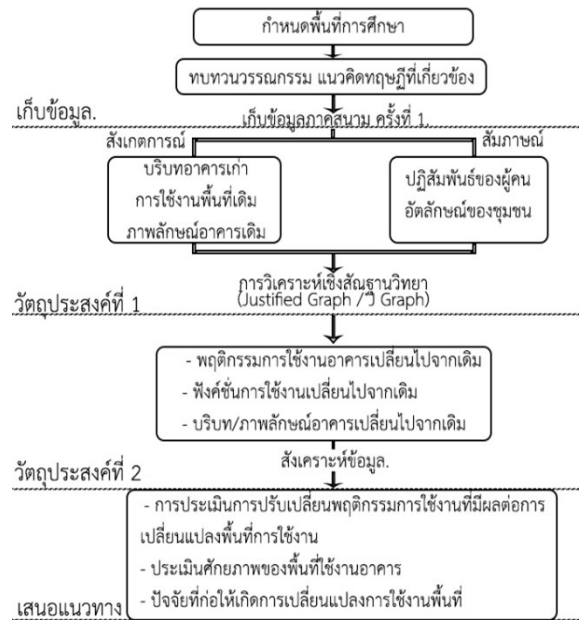 กำหนดพื้นที่การศึกษา
ทบทวนวรรณกรรม แนวคิดทฤษฎีที่เกี่ยวข้อง
เก็บข้อมูล.
เก็บข้อมูลภาคสนาม ครั้งที่ 1.
สังเกตการณ์
สัมภาษณ์
บริบทอาคารเก่า
การใช้งานพื้นที่เดิม
ภาพลักษณ์อาคารเดิม
ปฏิสัมพันธ์ของผู้คน
อัตลักษณ์ของชุมชน
การวิเคราะห์เชิงสัณฐานวิทยา
(Justified Graph / J Graph)
วัตถุประสงค์ที่ 1
- พฤติกรรมการใช้งานอาคารเปลี่ยนไปจากเดิม
- ฟังค์ชั่นการใช้งานเปลี่ยนไปจากเดิม
- บริบท/ภาพลักษณ์อาคารเปลี่ยนไปจากเดิม
สังเคราะห์ข้อมูล.
วัตถุประสงค์ที่ 2
- การประเมินการปรับเปลี่ยนพฤติกรรมการใช้งานที่มีผลต่อการ
เปลี่ยนแปลงพื้นที่การใช้งาน
- ประเมินศักยภาพของพื้นที่ใช้งานอาคาร
- ปัจจัยที่ก่อให้เกิดการเปลี่ยนแปลงการใช้งานพื้นที่
เสนอแนวทาง